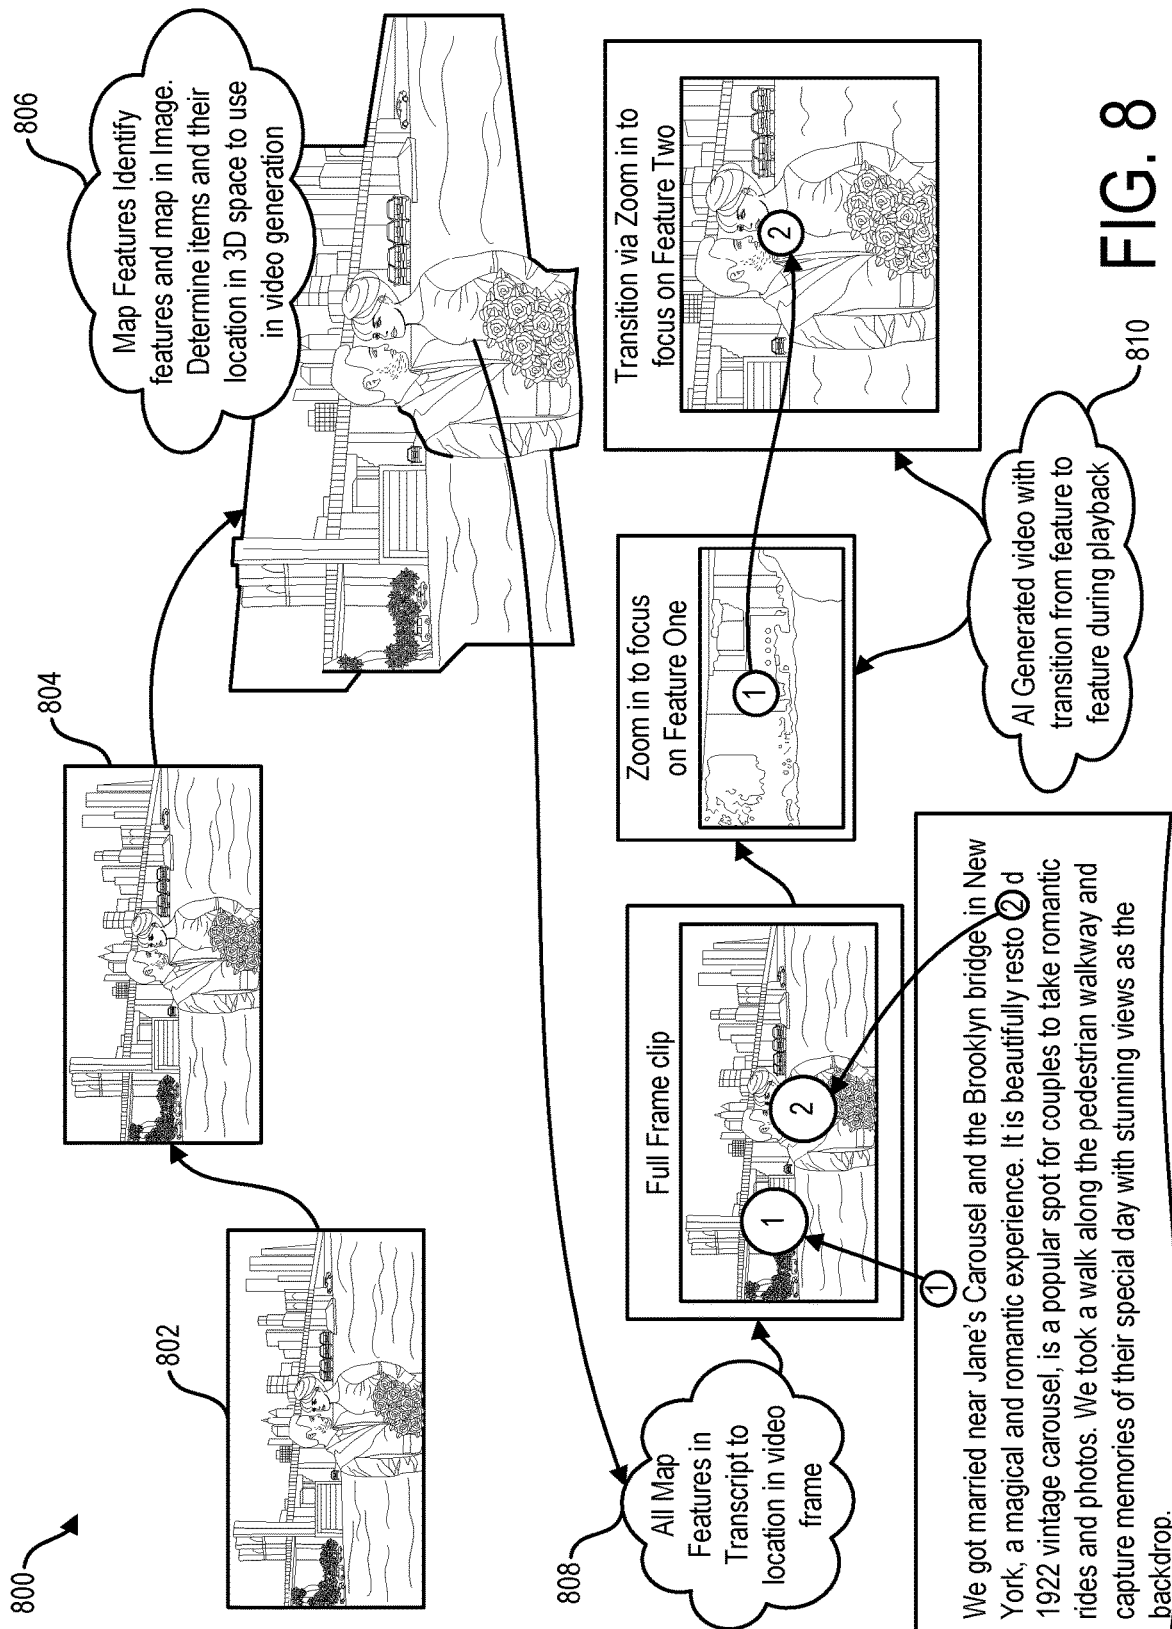 800
802
804
806
Map Features Identify
features and map in Image.
Determine items and their
location in 3D space to use
in video generation
808
All Map
Features in
Transcript to
location in video
frame
Full Frame clip
1
2
Zoom in to focus
on Feature One
1
Transition via Zoom in to
focus on Feature Two
2
1
We got married near Jane's Carousel and the Brooklyn bridge in New
York, a magical and romantic experience. It is beautifully resto 2 d
1922 vintage carousel, is a popular spot for couples to take romantic
rides and photos. We took a walk along the pedestrian walkway and
capture memories of their special day with stunning views as the
backdrop.
AI Generated video with
transition from feature to
feature during playback
810
FIG. 8